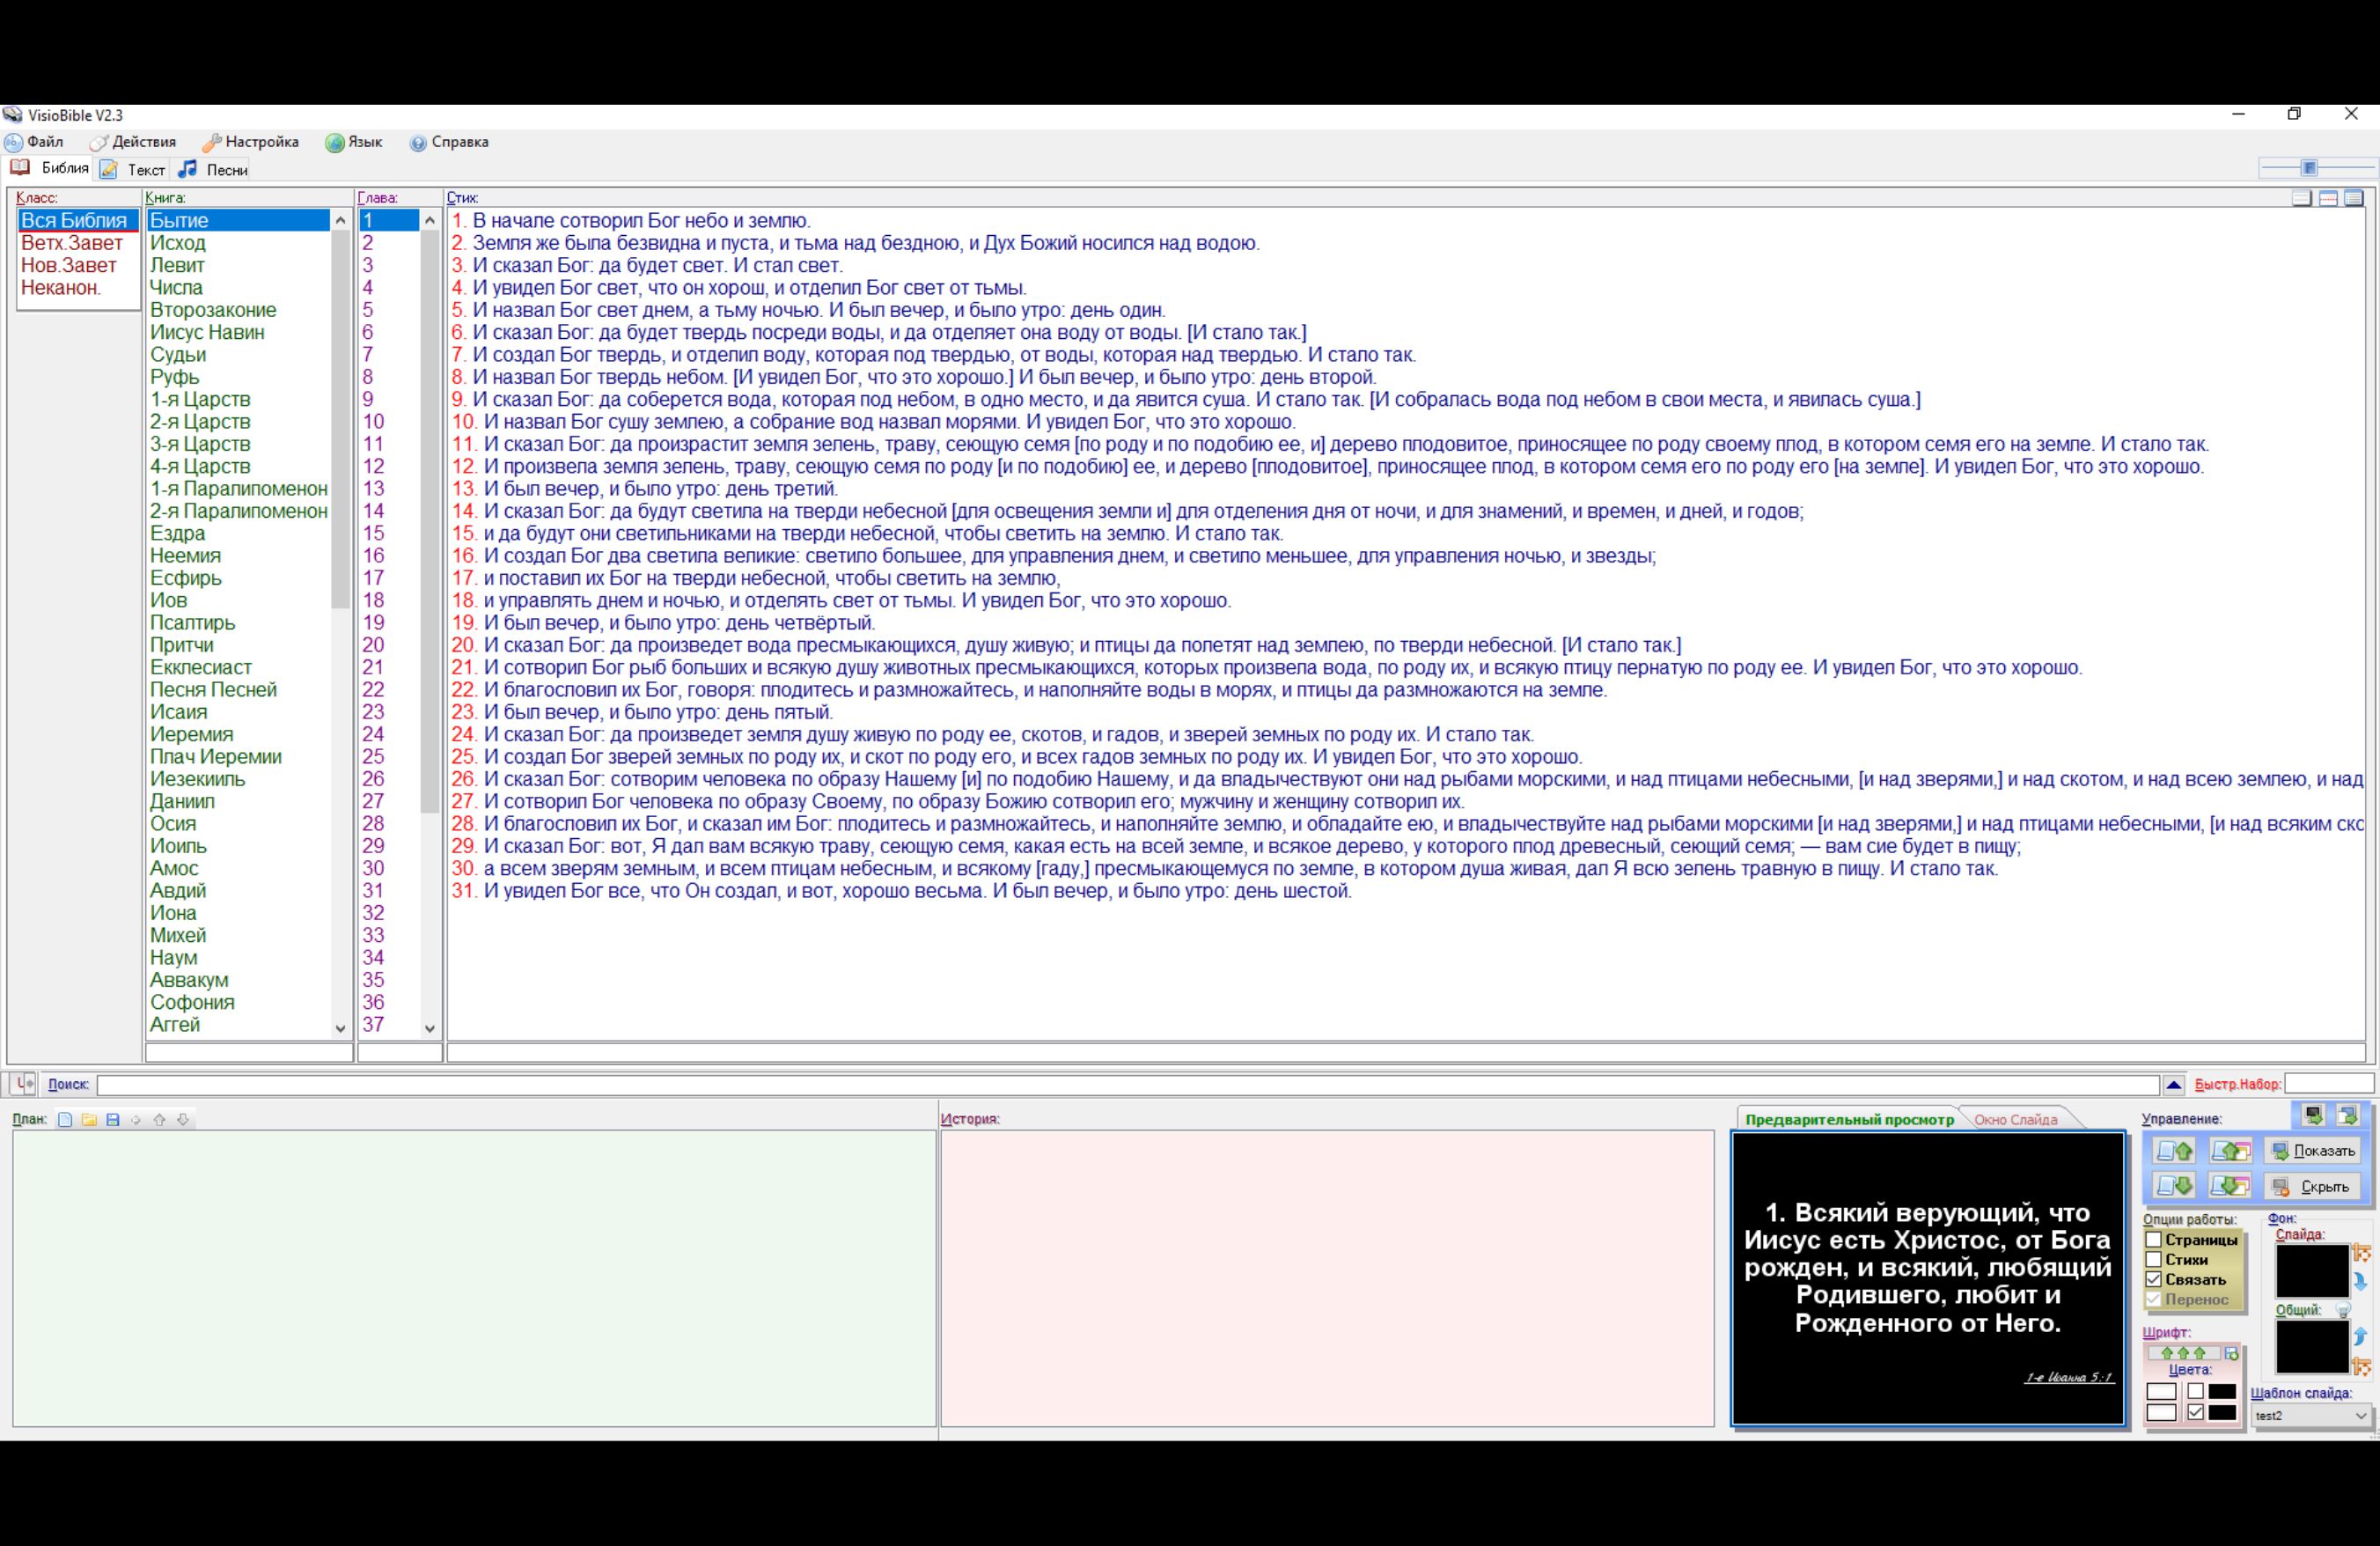 VisioBible V2.3
Файл Действия Настройка Язык Справка
Библия Текст Песни
Класс:
Вся Библия
Ветх.Завет
Нов.Завет
Неканон.
Книга:
Бытие
Исход
Левит
Числа
Второзаконие
Иисус Навин
Судьи
Руфь
1-я Царств
2-я Царств
3-я Царств
4-я Царств
1-я Паралипоменон
2-я Паралипоменон
Ездра
Неемия
Есфирь
Иов
Псалтирь
Притчи
Екклесиаст
Песня Песней
Исаия
Иеремия
Плач Иеремии
Иезекииль
Даниил
Осия
Иоиль
Амос
Авдий
Иона
Михей
Наум
Аввакум
Софония
Аггей
Глава:
1
2
3
4
5
6
7
8
9
10
11
12
13
14
15
16
17
18
19
20
21
22
23
24
25
26
27
28
29
30
31
32
33
34
35
36
37
Стих:
1. В начале сотворил Бог небо и землю.
2. Земля же была безвидна и пуста, и тьма над бездною, и Дух Божий носился над водою.
3. И сказал Бог: да будет свет. И стал свет.
4. И увидел Бог свет, что он хорош, и отделил Бог свет от тьмы.
5. И назвал Бог свет днем, а тьму ночью. И был вечер, и было утро: день один.
6. И сказал Бог: да будет твердь посреди воды, и да отделяет она воду от воды. [И стало так.]
7. И создал Бог твердь, и отделил воду, которая под твердью, от воды, которая над твердью. И стало так.
8. И назвал Бог твердь небом. [И увидел Бог, что это хорошо.] И был вечер, и было утро: день второй.
9. И сказал Бог: да соберется вода, которая под небом, в одно место, и да явится суша. И стало так. [И собралась вода под небом в свои места, и явилась суша.]
10. И назвал Бог сушу землею, а собрание вод назвал морями. И увидел Бог, что это хорошо.
11. И сказал Бог: да произрастит земля зелень, траву, сеющую семя [по роду и по подобию ее, и] дерево плодовитое, приносящее по роду своему плод, в котором семя его на земле. И стало так.
12. И произвела земля зелень, траву, сеющую семя по роду [и по подобию] ее, и дерево [плодовитое], приносящее плод, в котором семя его по роду его [на земле]. И увидел Бог, что это хорошо.
13. И был вечер, и было утро: день третий.
14. И сказал Бог: да будут светила на тверди небесной [для освещения земли и] для отделения дня от ночи, и для знамений, и времен, и дней, и годов;
15. и да будут они светильниками на тверди небесной, чтобы светить на землю. И стало так.
16. И создал Бог два светила великие: светило большее, для управления днем, и светило меньшее, для управления ночью, и звезды;
17. и поставил их Бог на тверди небесной, чтобы светить на землю,
18. и управлять днем и ночью, и отделять свет от тьмы. И увидел Бог, что это хорошо.
19. И был вечер, и было утро: день четвёртый.
20. И сказал Бог: да произведет вода пресмыкающихся, душу живую; и птицы да полетят над землею, по тверди небесной. [И стало так.]
21. И сотворил Бог рыб больших и всякую душу животных пресмыкающихся, которых произвела вода, по роду их, и всякую птицу пернатую по роду ее. И увидел Бог, что это хорошо.
22. И благословил их Бог, говоря: плодитесь и размножайтесь, и наполняйте воды в морях, и птицы да размножаются на земле.
23. И был вечер, и было утро: день пятый.
24. И сказал Бог: да произведет земля душу живую по роду ее, скотов, и гадов, и зверей земных по роду их. И стало так.
25. И создал Бог зверей земных по роду их, и скот по роду его, и всех гадов земных по роду их. И увидел Бог, что это хорошо.
26. И сказал Бог: сотворим человека по образу Нашему [и] по подобию Нашему, и да владычествуют они над рыбами морскими, и над птицами небесными, [и над зверями,] и над скотом, и над всею землею, и над
27. И сотворил Бог человека по образу Своему, по образу Божию сотворил его; мужчину и женщину сотворил их.
28. И благословил их Бог, и сказал им Бог: плодитесь и размножайтесь, и наполняйте землю, и обладайте ею, и владычествуйте над рыбами морскими [и над зверями,] и над птицами небесными, [и над всяким ско
29. И сказал Бог: вот, Я дал вам всякую траву, сеющую семя, какая есть на всей земле, и всякое дерево, у которого плод древесный, сеющий семя; — вам сие будет в пищу;
30. а всем зверям земным, и всем птицам небесным, и всякому [гаду,] пресмыкающемуся по земле, в котором душа живая, дал Я всю зелень травную в пищу. И стало так.
31. И увидел Бог все, что Он создал, и вот, хорошо весьма. И был вечер, и было утро: день шестой.
Поиск:
Быстр.Набор:
План:
История:
Предварительный просмотр Окно Слайда
1. Всякий верующий, что
Иисус есть Христос, от Бога
рожден, и всякий, любящий
Родившего, любит и
Рожденного от Него.
1-е Иоанна 5:1
Управление:
Показать
Скрыть
Опции работы:
Страницы
Стихи
Связать
Перенос
Фон:
Слайда:
Общий:
Шрифт:
Цвета:
Шаблон слайда:
test2